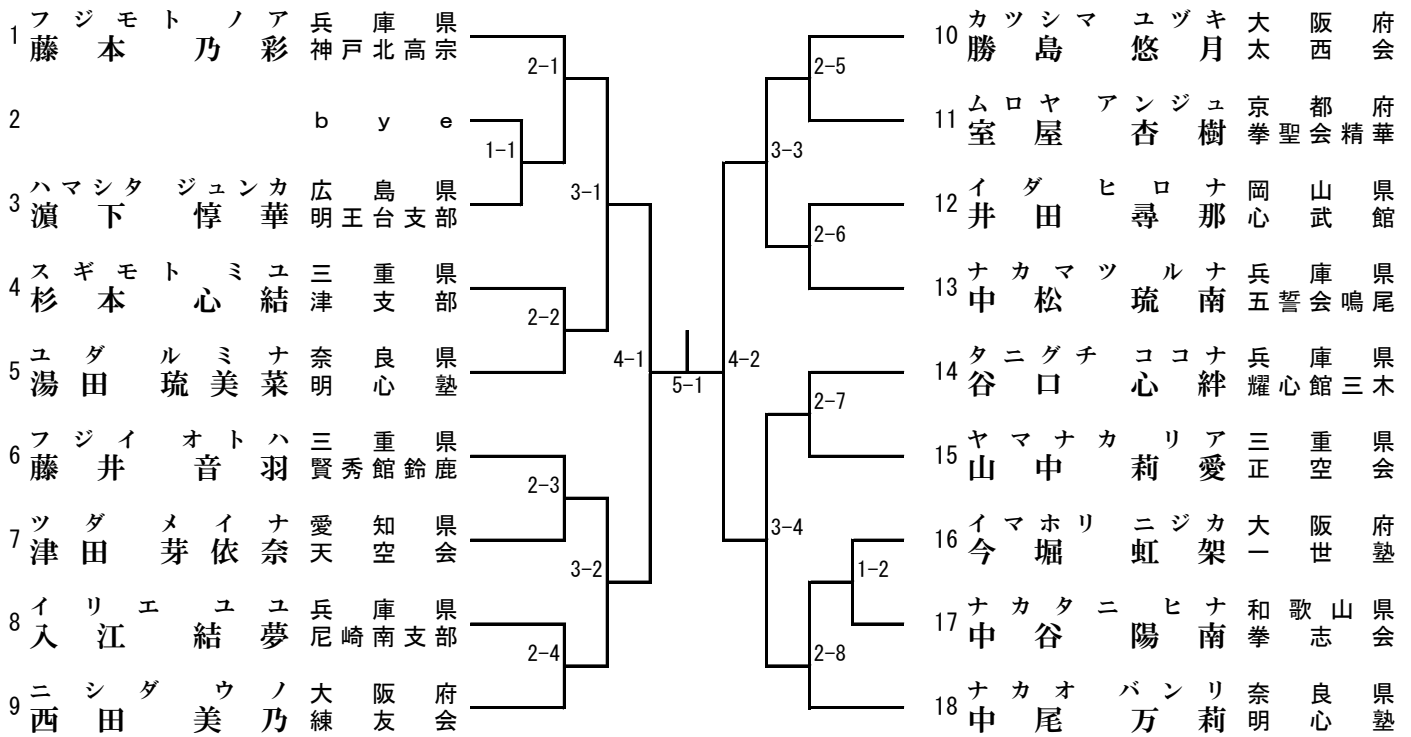 フジモト ノア 兵庫県
1 藤本 乃彩 神戸北高宗
2 bye
ハマシタ ジュンカ 広島県
3 濵下 惇華 明王台支部
スギモト ミユ 三重県
4 杉本 心結 津支部
ユダ ルミナ 奈良県
5 湯田 琉美菜 明心塾
フジイ オトハ 三重県
6 藤井 音羽 賢秀館鈴鹿
ツダ メイナ 愛知県
7 津田 芽依奈 天空会
イリエ ユユ 兵庫県
8 入江 結夢 尼崎南支部
ニシダ ウノ 大阪府
9 西田 美乃 練友会
2-1
1-1
3-1
2-2
4-1
2-3
3-2
2-4
5-1
4-2
2-5
3-3
2-6
2-7
3-4
1-2
2-8
カツシマ ユヅキ 大阪府
10 勝島 悠月 太西会
ムロヤ アンジュ 京都府
11 室屋 杏樹 拳聖会精華
イダ ヒロナ 岡山県
12 井田 尋那 心武館
ナカマツ ルナ 兵庫県
13 中松 琉南 五誓会鳴尾
タニグチ ココナ 兵庫県
14 谷口 心絆 耀心館三木
ヤマナカ リア 三重県
15 山中 莉愛 正空会
イマホリ ニジカ 大阪府
16 今堀 虹架 一世塾
ナカタニ ヒナ 和歌山県
17 中谷 陽南 拳志会
ナカオ バンリ 奈良県
18 中尾 万莉 明心塾